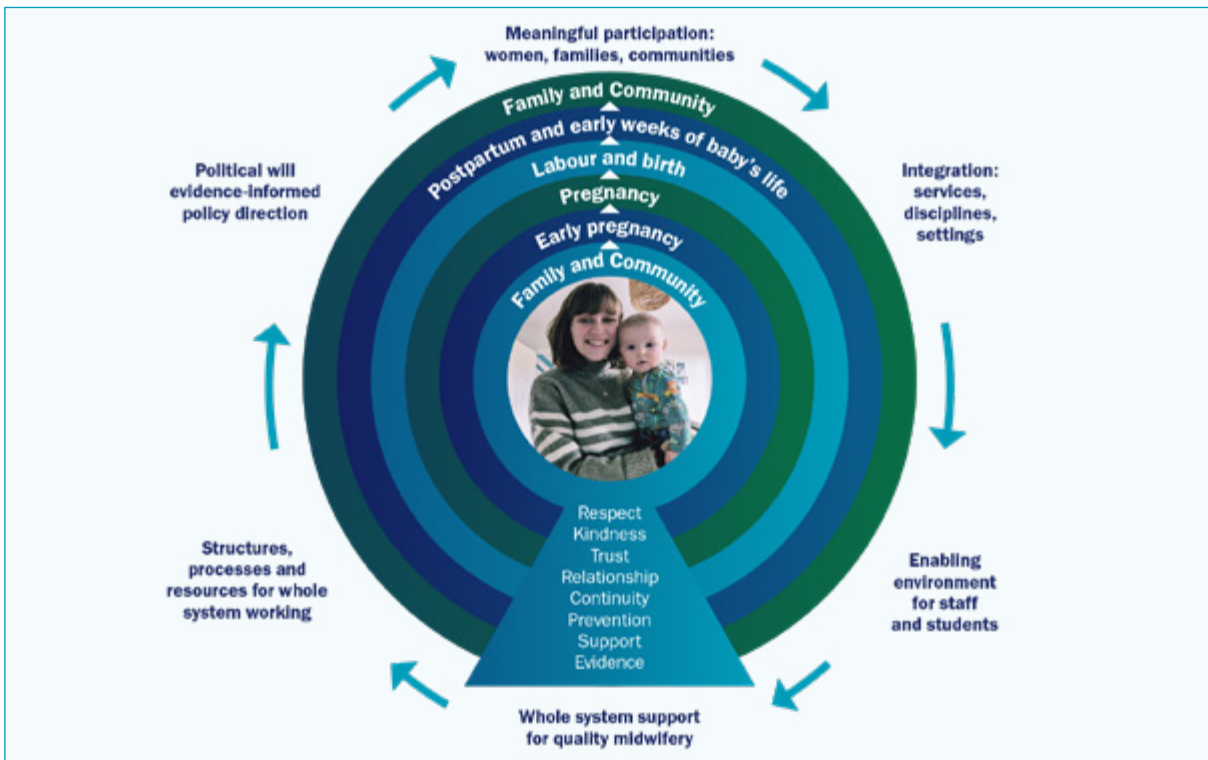 Meaningful participation:
women, families, communities
Family and Community
Postpartum and early weeks of baby's life
Labour and birth
Pregnancy
Early pregnancy
Family and Community
Political will
evidence-informed
policy direction
Integration:
services,
disciplines,
settings
Respect
Kindness
Trust
Relationship
Continuity
Prevention
Support
Evidence
Structures,
processes and
resources for whole
system working
Enabling
environment
for staff
and students
Whole system support
for quality midwifery